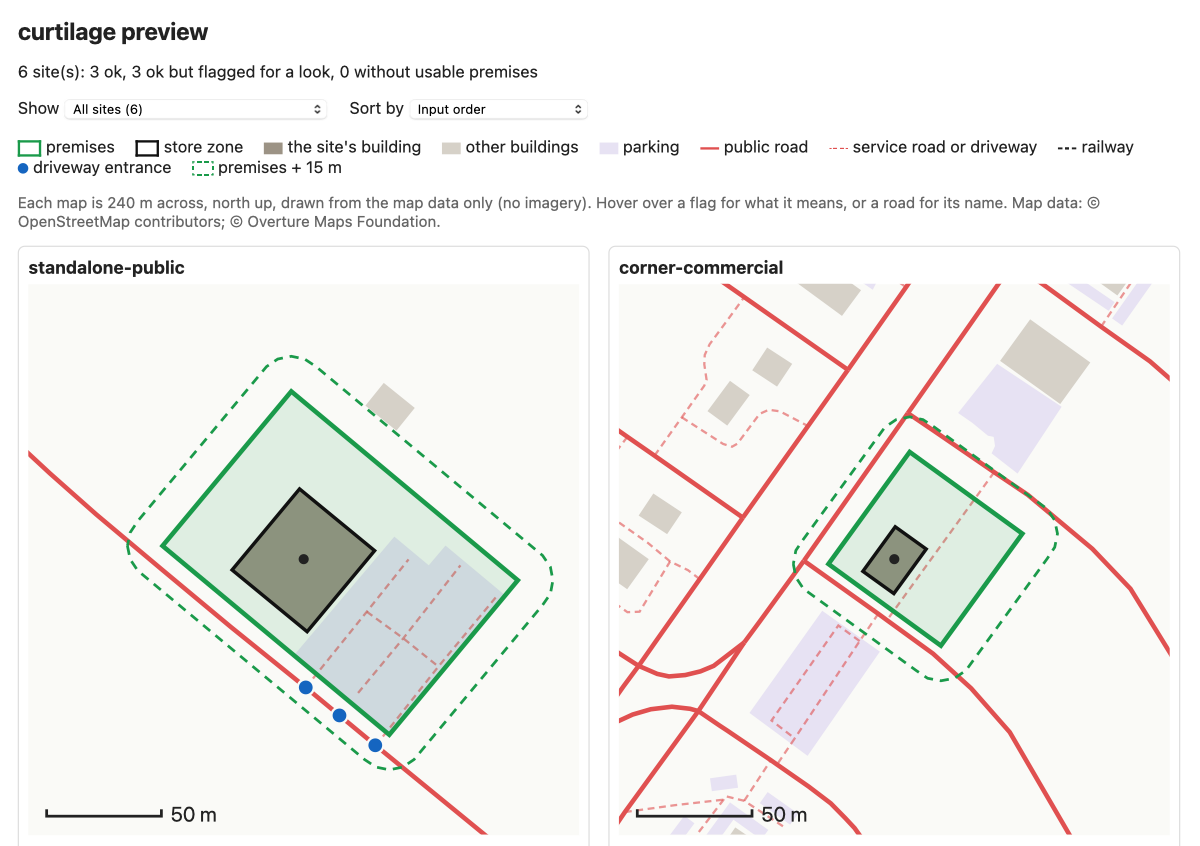 curtilage preview
6 site(s): 3 ok, 3 ok but flagged for a look, 0 without usable premises
Show All sites (6) Sort by Input order
premises store zone the site's building other buildings parking public road service road or driveway railway
driveway entrance premises + 15 m
Each map is 240 m across, north up, drawn from the map data only (no imagery). Hover over a flag for what it means, or a road for its name. Map data: ©
OpenStreetMap contributors; © Overture Maps Foundation.
standalone-public
corner-commercial
50 m
50 m